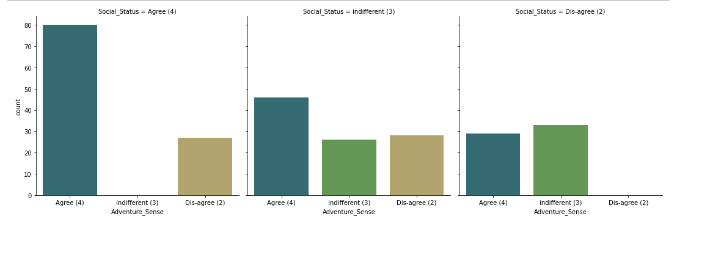 Social_Status = Agree (4)
Social_Status = indifferent (3)
Social_Status = Dis-agree (2)
80
70
60
50
40
30
20
10
0
count
Agree (4) indifferent (3) Dis-agree (2)
Adventure_Sense
Agree (4) indifferent (3) Dis-agree (2)
Adventure_Sense
Agree (4) indifferent (3) Dis-agree (2)
Adventure_Sense